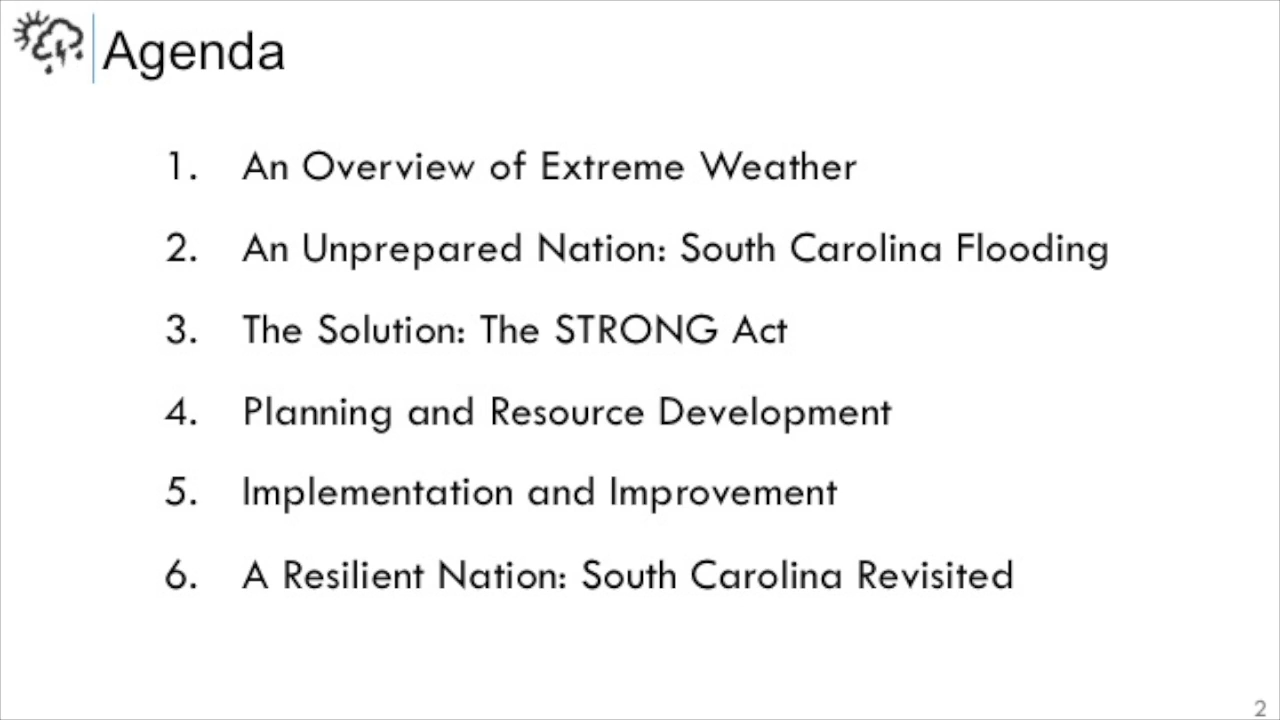 Agenda
1. An Overview of Extreme Weather
2. An Unprepared Nation: South Carolina Flooding
3. The Solution: The STRONG Act
4. Planning and Resource Development
5. Implementation and Improvement
6. A Resilient Nation: South Carolina Revisited
2